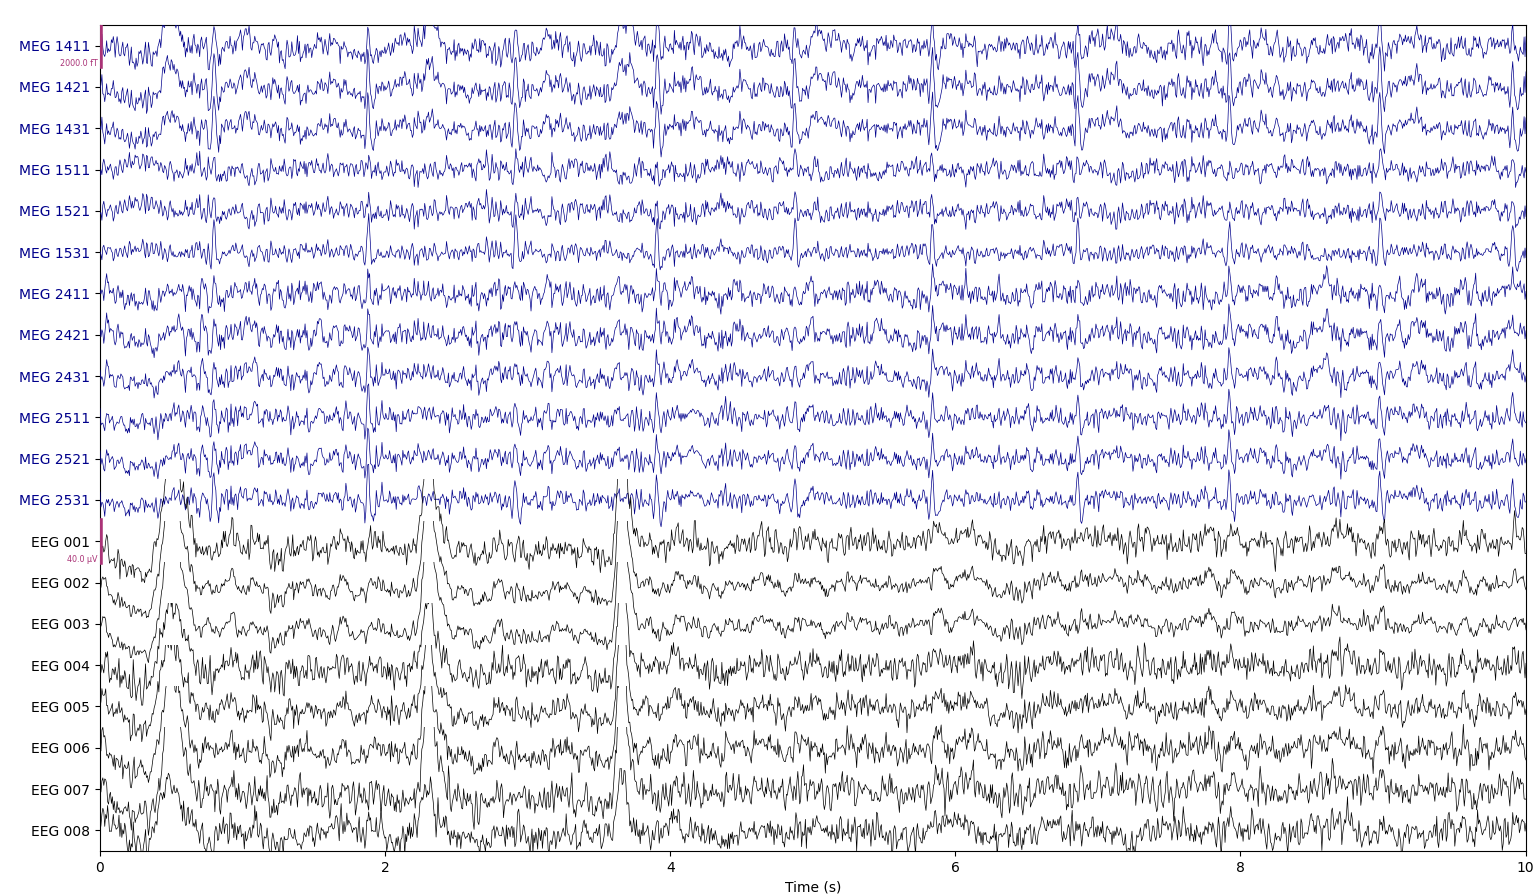 MEG 1411
2000.0 fT
MEG 1421
MEG 1431
MEG 1511
MEG 1521
MEG 1531
MEG 2411
MEG 2421
MEG 2431
MEG 2511
MEG 2521
MEG 2531
EEG 001
40.0 µV
EEG 002
EEG 003
EEG 004
EEG 005
EEG 006
EEG 007
EEG 008
0 2 4 6 8 10
Time (s)